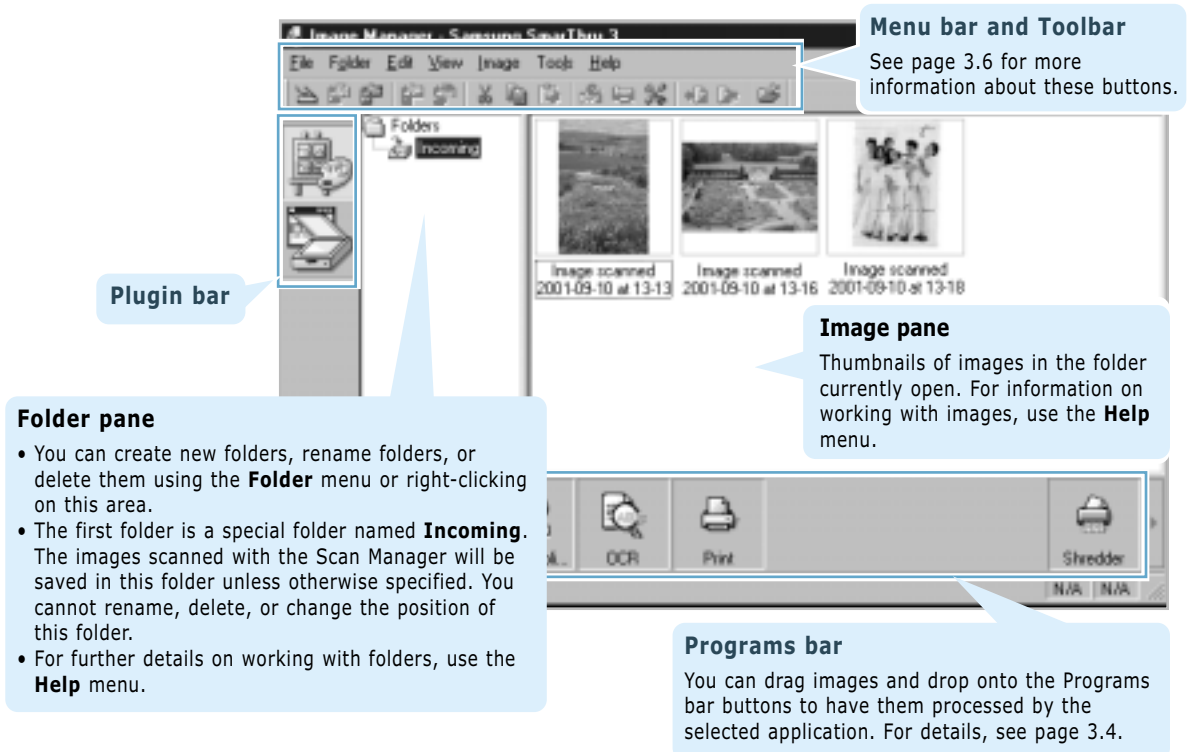 Image Manager - Samsung SmarThru 3
Menu bar and Toolbar
See page 3.6 for more
information about these buttons.
File Folder Edit View Image Tools Help
Folders
Incoming
Image scanned
2001-09-10 at 13-13
Image scanned
2001-09-10 at 13-16
Image scanned
2001-09-10 at 13-18
Plugin bar
Image pane
Thumbnails of images in the folder
currently open. For information on
working with images, use the Help
menu.
Folder pane
• You can create new folders, rename folders, or
delete them using the Folder menu or right-clicking
on this area.
• The first folder is a special folder named Incoming.
The images scanned with the Scan Manager will be
saved in this folder unless otherwise specified. You
cannot rename, delete, or change the position of
this folder.
• For further details on working with folders, use the
Help menu.
OCR
Print
Shredder
N/A N/A
Programs bar
You can drag images and drop onto the Programs
bar buttons to have them processed by the
selected application. For details, see page 3.4.